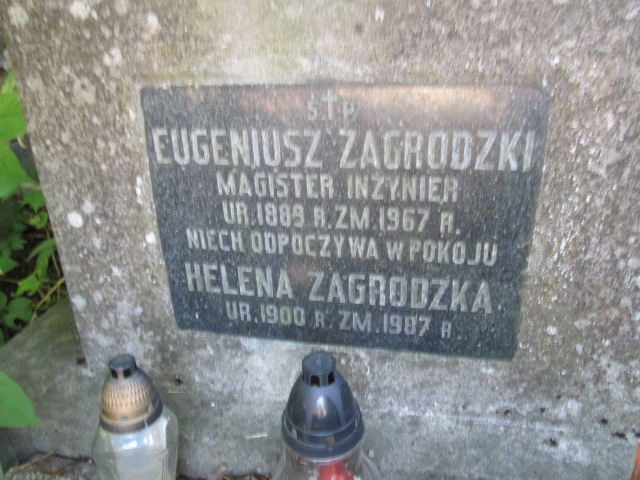 Ś†P
EUGENIUSZ ZAGRODZKI
MAGISTER INŻYNIER
UR. 1889 R. ZM. 1967 R.
NIECH ODPOCZYWA W POKOJU
HELENA ZAGRODZKA
UR. 1900 R. ZM. 1987 R